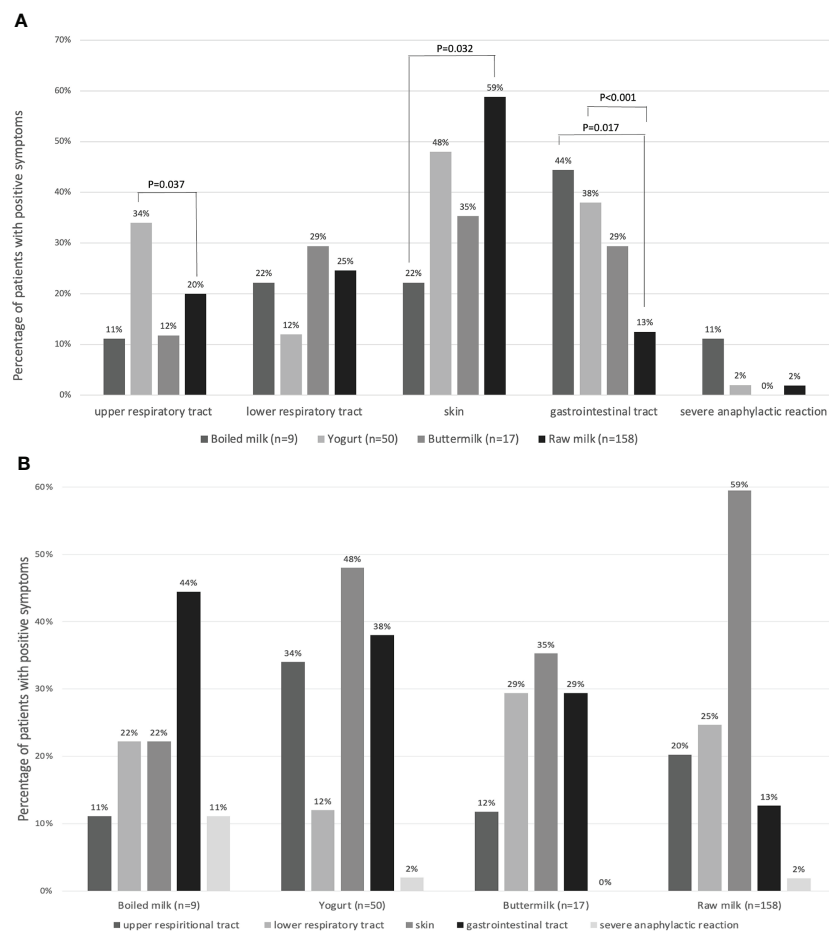 A
Percentage of patients with positive symptoms
70%
60%
50%
40%
30%
20%
10%
0%
P=0.037
P=0.032
P<0.001
P=0.017
11%
34%
12%
20%
22%
12%
29%
25%
22%
48%
35%
59%
44%
38%
29%
13%
11%
2%
0%
2%
upper respiratory tract
lower respiratory tract
skin
gastrointestinal tract
severe anaphylactic reaction
Boiled milk (n=9) Yogurt (n=50) Buttermilk (n=17) Raw milk (n=158)
B
Percentage of patients with positive symptoms
60%
50%
40%
30%
20%
10%
0%
11%
22%
22%
44%
11%
34%
12%
48%
38%
2%
12%
29%
35%
29%
0%
20%
25%
59%
13%
2%
Boiled milk (n=9)
Yogurt (n=50)
Buttermilk (n=17)
Raw milk (n=158)
upper respiritional tract lower respiratory tract skin gastrointestinal tract severe anaphylactic reaction